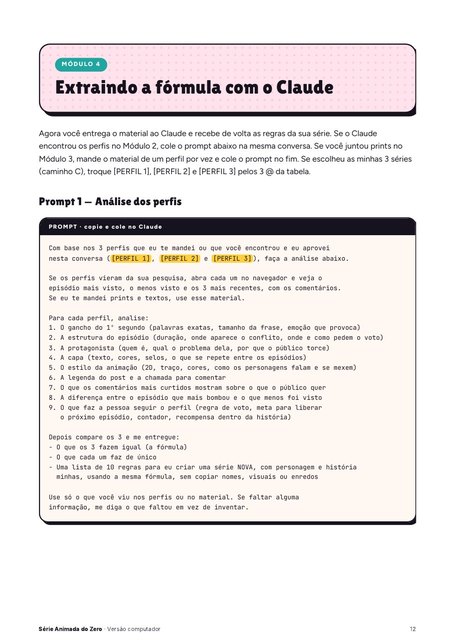 MÓDULO 4
Extraindo a fórmula com o Claude
Agora você entrega o material ao Claude e recebe de volta as regras da sua série. Se o Claude
encontrou os perfis no Módulo 2, cole o prompt abaixo na mesma conversa. Se você juntou prints no
Módulo 3, mande o material de um perfil por vez e cole o prompt no fim. Se escolheu as minhas 3 séries
(caminho C), troque [PERFIL 1], [PERFIL 2] e [PERFIL 3] pelos 3 @ da tabela.
Prompt 1 — Análise dos perfis
PROMPT · copie e cole no Claude
Com base nos 3 perfis que eu te mandei ou que você encontrou e eu aprovei
nesta conversa ([PERFIL 1], [PERFIL 2] e [PERFIL 3]), faça a análise abaixo.
Se os perfis vieram da sua pesquisa, abra cada um no navegador e veja o
episódio mais visto, o menos visto e os 3 mais recentes, com os comentários.
Se eu te mandei prints e textos, use esse material.
Para cada perfil, analise:
1. O gancho do 1º segundo (palavras exatas, tamanho da frase, emoção que provoca)
2. A estrutura do episódio (duração, onde aparece o conflito, onde e como pedem o voto)
3. A protagonista (quem é, qual o problema dela, por que o público torce)
4. A capa (texto, cores, selos, o que se repete entre os episódios)
5. O estilo da animação (2D, traço, cores, como os personagens falam e se mexem)
6. A legenda do post e a chamada para comentar
7. O que os comentários mais curtidos mostram sobre o que o público quer
8. A diferença entre o episódio que mais bombou e o que menos foi visto
9. O que faz a pessoa seguir o perfil (regra de voto, meta para liberar
o próximo episódio, contador, recompensa dentro da história)
Depois compare os 3 e me entregue:
- O que os 3 fazem igual (a fórmula)
- O que cada um faz de único
- Uma lista de 10 regras para eu criar uma série NOVA, com personagem e história
minhas, usando a mesma fórmula, sem copiar nomes, visuais ou enredos
Use só o que você viu nos perfis ou no material. Se faltar alguma
informação, me diga o que faltou em vez de inventar.
Série Animada do Zero · Versão computador
12